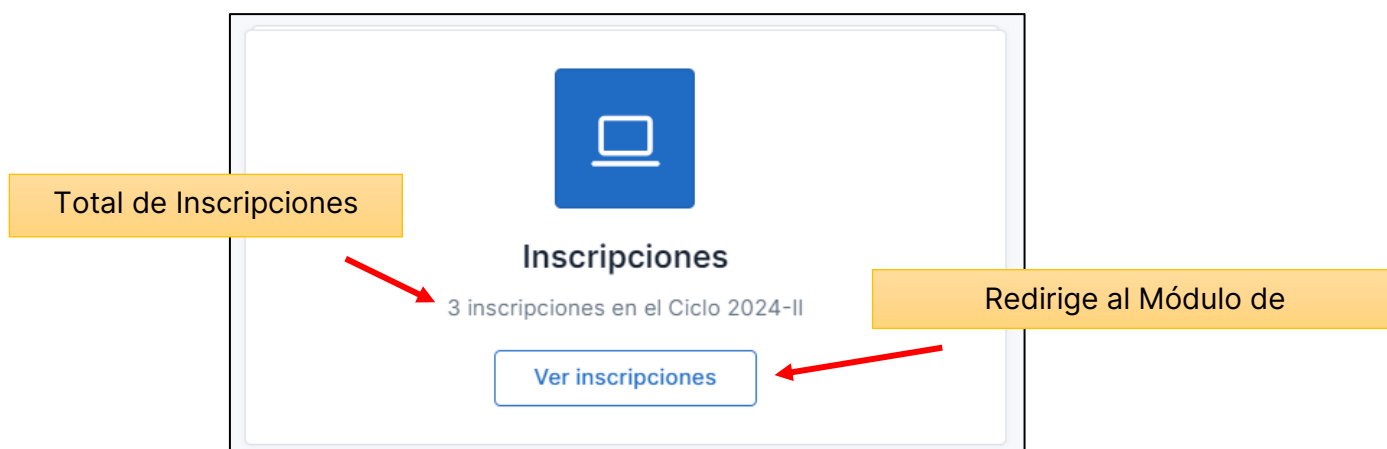 Total de Inscripciones
Inscripciones
3 inscripciones en el Ciclo 2024-II
Redirige al Módulo de
Ver inscripciones